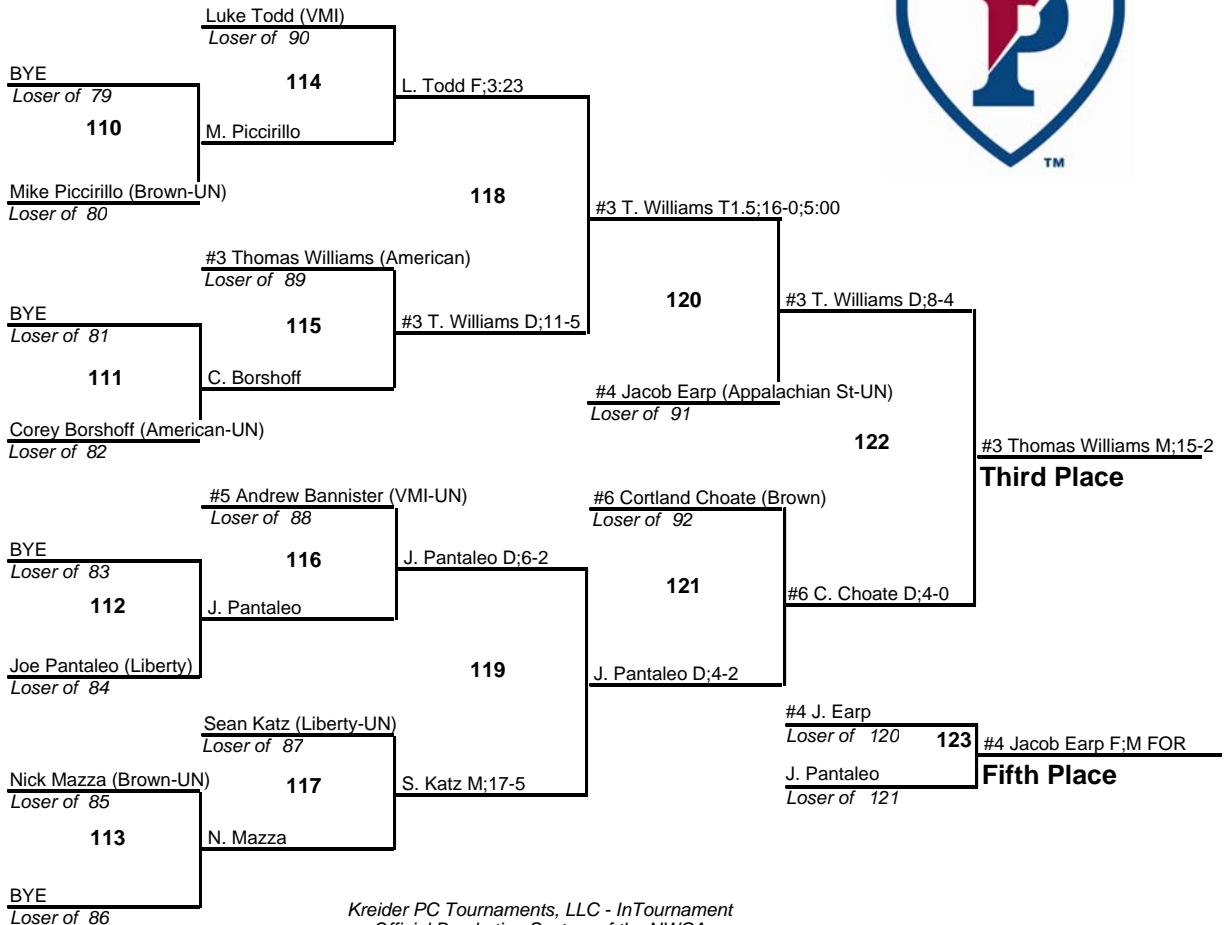 Luke Todd (VMI)
Loser of 90
BYE
Loser of 79
114
L. Todd F;3:23
110
M. Piccirillo
P
TM
Mike Piccirillo (Brown-UN)
Loser of 80
118
#3 T. Williams T1.5;16-0;5:00
#3 Thomas Williams (American)
Loser of 89
BYE
Loser of 81
115
#3 T. Williams D;11-5
120
#3 T. Williams D;8-4
111
C. Borshoff
#4 Jacob Earp (Appalachian St-UN)
Loser of 91
Corey Borshoff (American-UN)
Loser of 82
122
#3 Thomas Williams M;15-2
Third Place
#5 Andrew Bannister (VMI-UN)
Loser of 88
#6 Cortland Choate (Brown)
Loser of 92
BYE
Loser of 83
116
J. Pantaleo D;6-2
121
#6 C. Choate D;4-0
112
J. Pantaleo
Joe Pantaleo (Liberty)
Loser of 84
119
J. Pantaleo D;4-2
Sean Katz (Liberty-UN)
Loser of 87
#4 J. Earp
Loser of 120
123
#4 Jacob Earp F;M FOR
Fifth Place
Nick Mazza (Brown-UN)
Loser of 85
117
S. Katz M;17-5
J. Pantaleo
Loser of 121
113
N. Mazza
BYE
Loser of 86
Kreider PC Tournaments, LLC - InTournament